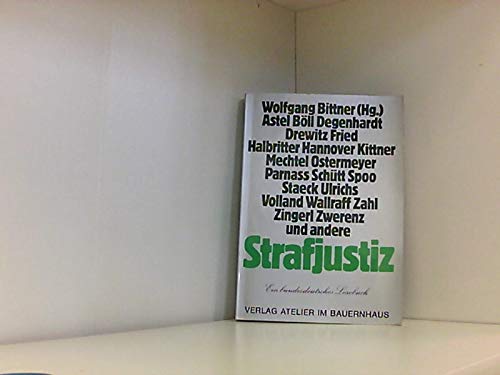 Wolfgang Bittner (Hg.)
Astel Böll Degenhardt
Drewitz Fried
Halbritter Hannover Kittner
Mechtel Ostermeyer
Parnass Schütt Spoo
Staeck Ulrichs
Volland Wallraff Zahl
Zingerl Zwerenz
und andere
Strafjustiz
Ein bundesdeutsches Lesebuch
VERLAG ATELIER IM BAUERNHAUS